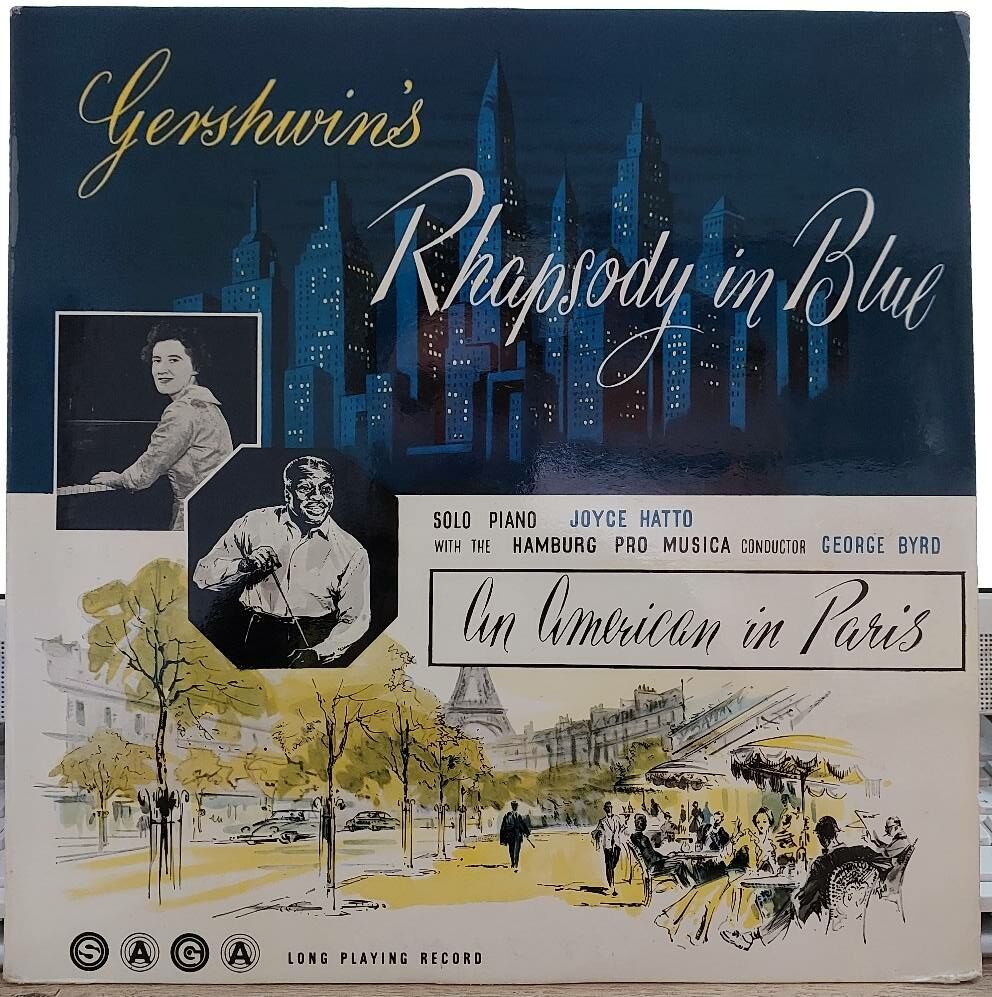 Gershwin's
Rhapsody in Blue
SOLO PIANO JOYCE HATTO
WITH THE HAMBURG PRO MUSICA CONDUCTOR GEORGE BYRD
An American in Paris
SAGA LONG PLAYING RECORD